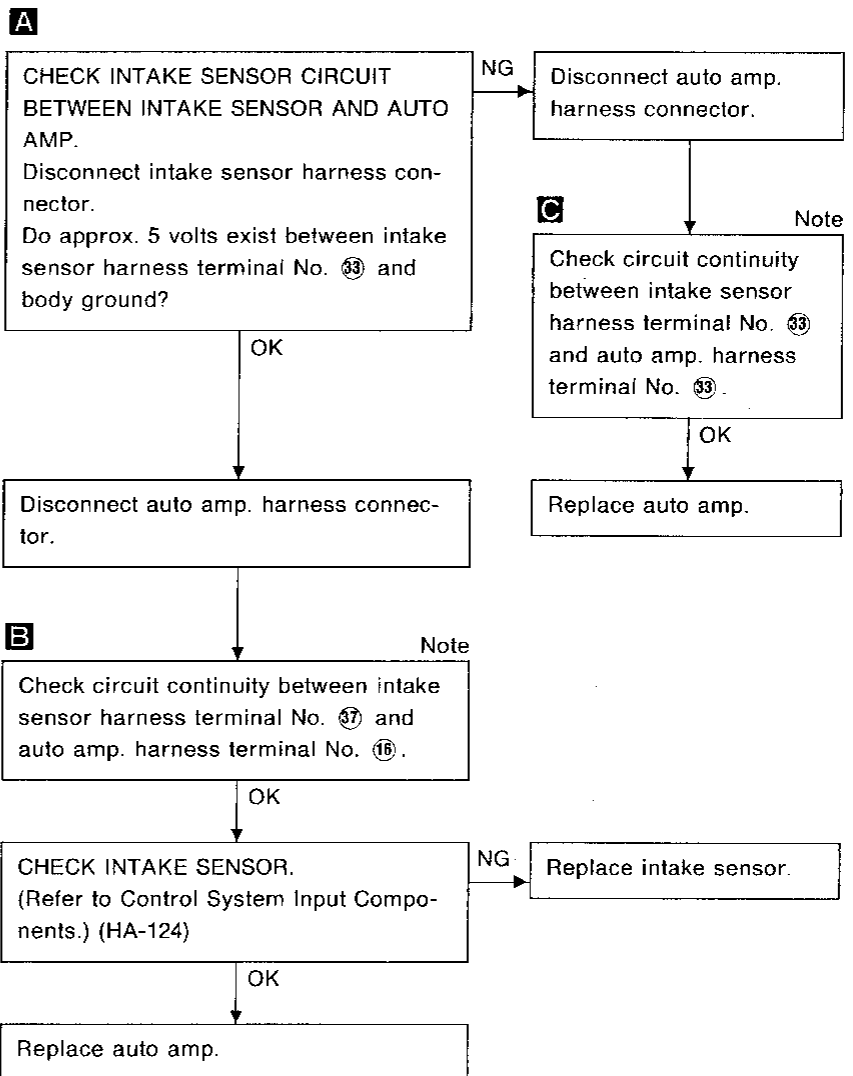 A
CHECK INTAKE SENSOR CIRCUIT
BETWEEN INTAKE SENSOR AND AUTO
AMP.
Disconnect intake sensor harness con-
nector.
Do approx. 5 volts exist between intake
sensor harness terminal No. ㉝ and
body ground?
NG
Disconnect auto amp.
harness connector.
C
Note
Check circuit continuity
between intake sensor
harness terminal No. ㉝
and auto amp. harness
terminal No. ㉝.
OK
Replace auto amp.
OK
Disconnect auto amp. harness connec-
tor.
B
Note
Check circuit continuity between intake
sensor harness terminal No. ㊲ and
auto amp. harness terminal No. ⑯.
OK
CHECK INTAKE SENSOR.
(Refer to Control System Input Compo-
nents.) (HA-124)
NG
Replace intake sensor.
OK
Replace auto amp.